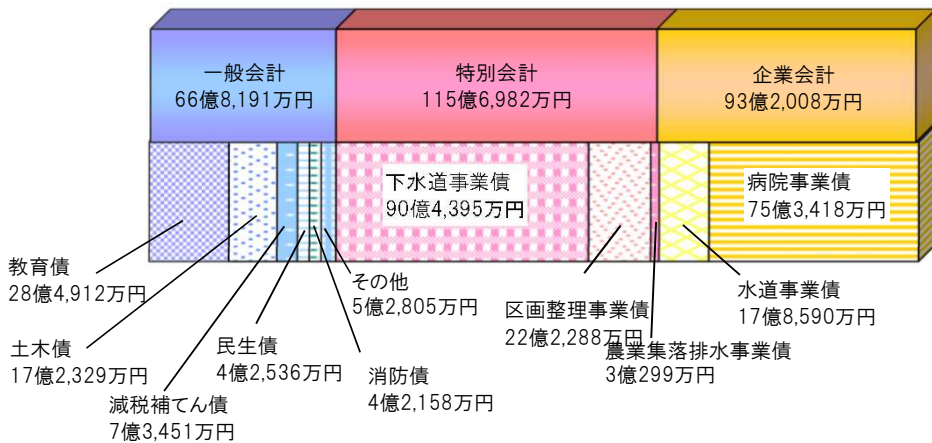 一般会計
66億8,191万円
特別会計
115億6,982万円
企業会計
93億2,008万円
下水道事業債
90億4,395万円
病院事業債
75億3,418万円
教育債
28億4,912万円
土木債
17億2,329万円
減税補てん債
7億3,451万円
民生債
4億2,536万円
消防債
4億2,158万円
その他
5億2,805万円
区画整理事業債
22億2,288万円
農業集落排水事業債
3億299万円
水道事業債
17億8,590万円